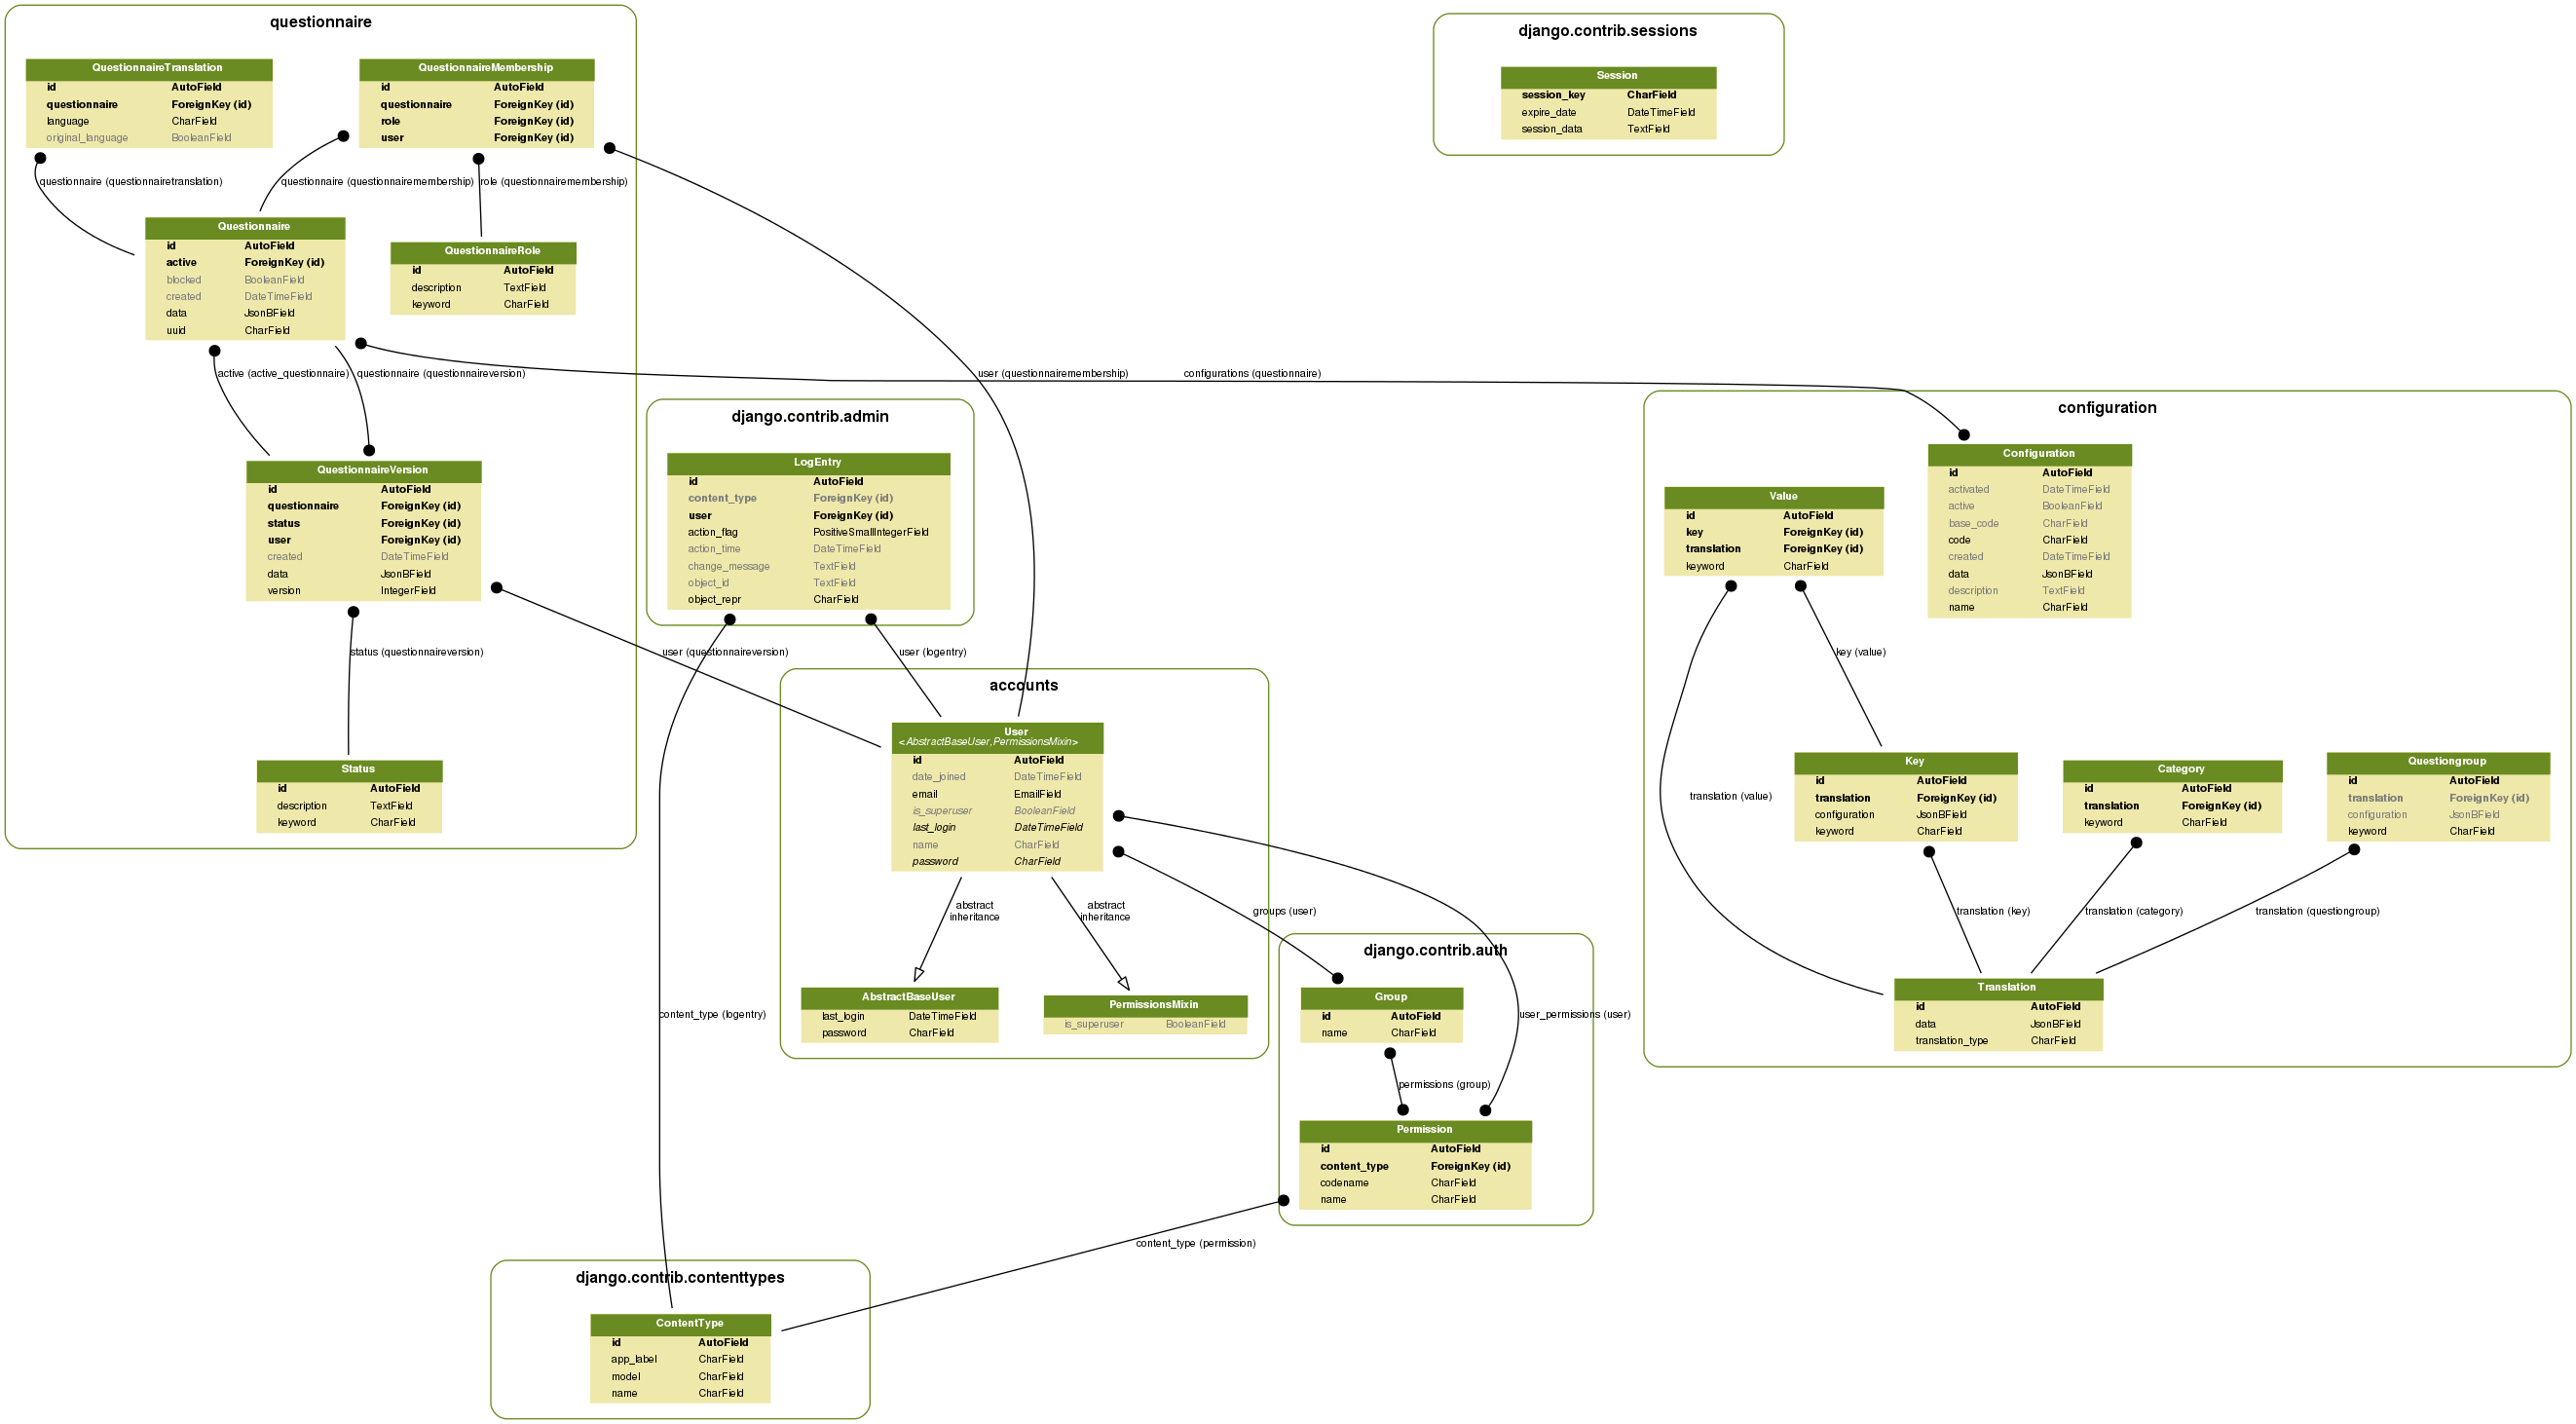 questionnaire
QuestionnaireTranslation
id AutoField
questionnaire ForeignKey (id)
language CharField
original_language BooleanField
QuestionnaireMembership
id AutoField
questionnaire ForeignKey (id)
role ForeignKey (id)
user ForeignKey (id)
questionnaire (questionnairetranslation)
questionnaire (questionnairemembership)
role (questionnairemembership)
Questionnaire
id AutoField
active ForeignKey (id)
blocked BooleanField
created DateTimeField
data JsonBField
uuid CharField
QuestionnaireRole
id AutoField
description TextField
keyword CharField
active (active_questionnaire)
questionnaire (questionnaireversion)
user (questionnairemembership)
configurations (questionnaire)
QuestionnaireVersion
id AutoField
questionnaire ForeignKey (id)
status ForeignKey (id)
user ForeignKey (id)
created DateTimeField
data JsonBField
version IntegerField
status (questionnaireversion)
user (questionnaireversion)
Status
id AutoField
description TextField
keyword CharField
django.contrib.sessions
Session
session_key CharField
expire_date DateTimeField
session_data TextField
django.contrib.admin
LogEntry
id AutoField
content_type ForeignKey (id)
user ForeignKey (id)
action_flag PositiveSmallIntegerField
action_time DateTimeField
change_message TextField
object_id TextField
object_repr CharField
user (logentry)
content_type (logentry)
accounts
User
<AbstractBaseUser,PermissionsMixin>
id AutoField
date_joined DateTimeField
email EmailField
is_superuser BooleanField
last_login DateTimeField
name CharField
password CharField
abstract
inheritance
abstract
inheritance
AbstractBaseUser
last_login DateTimeField
password CharField
PermissionsMixin
is_superuser BooleanField
groups (user)
user_permissions (user)
django.contrib.auth
Group
id AutoField
name CharField
permissions (group)
Permission
id AutoField
content_type ForeignKey (id)
codename CharField
name CharField
content_type (permission)
django.contrib.contenttypes
ContentType
id AutoField
app_label CharField
model CharField
name CharField
configuration
Configuration
id AutoField
activated DateTimeField
active BooleanField
base_code CharField
code CharField
created DateTimeField
data JsonBField
description TextField
name CharField
Value
id AutoField
key ForeignKey (id)
translation ForeignKey (id)
keyword CharField
key (value)
translation (value)
Key
id AutoField
translation ForeignKey (id)
configuration JsonBField
keyword CharField
Category
id AutoField
translation ForeignKey (id)
keyword CharField
Questiongroup
id AutoField
translation ForeignKey (id)
configuration JsonBField
keyword CharField
translation (key)
translation (category)
translation (questiongroup)
Translation
id AutoField
data JsonBField
translation_type CharField